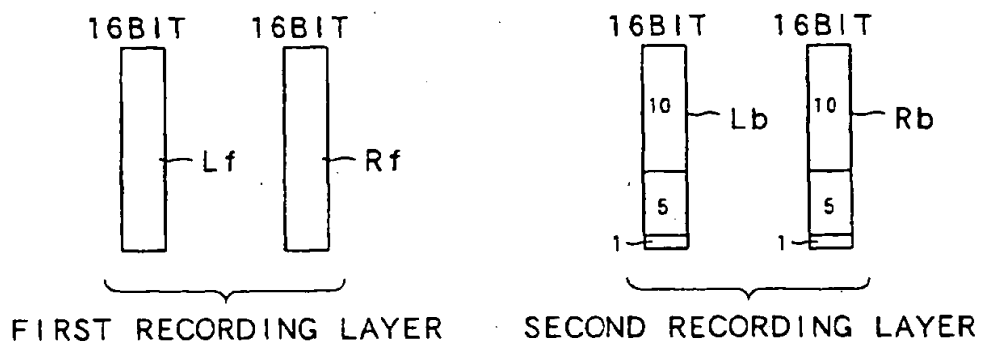 16BIT 16BIT 16BIT 16BIT
10 Lb 10 Rb
Lf Rf
5 5
1 1
FIRST RECORDING LAYER SECOND RECORDING LAYER